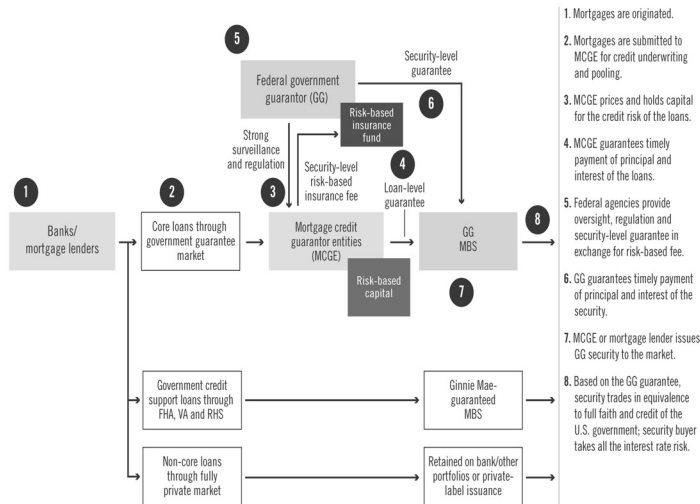 5
Federal government
guarantor (GG)
Security-level
guarantee
6
Risk-based
insurance
fund
Strong
surveillance
and regulation
Security-level
risk-based
insurance fee
4
Loan-level
guarantee
1
Banks/
mortgage lenders
2
Core loans through
government guarantee
market
3
Mortgage credit
guarantor entities
(MCGE)
Risk-based
capital
GG
MBS
7
8
Government credit
support loans through
FHA, VA and RHS
Ginnie Mae-
guaranteed
MBS
Non-core loans
through fully
private market
Retained on bank/other
portfolios or private-
label issuance
1. Mortgages are originated.
2. Mortgages are submitted to
MCGE for credit underwriting
and pooling.
3. MCGE prices and holds capital
for the credit risk of the loans.
4. MCGE guarantees timely
payment of principal and
interest of the loans.
5. Federal agencies provide
oversight, regulation and
security-level guarantee in
exchange for risk-based fee.
6. GG guarantees timely payment
of principal and interest of the
security.
7. MCGE or mortgage lender issues
GG security to the market.
8. Based on the GG guarantee,
security trades in equivalence
to full faith and credit of the
U.S. government; security buyer
takes all the interest rate risk.